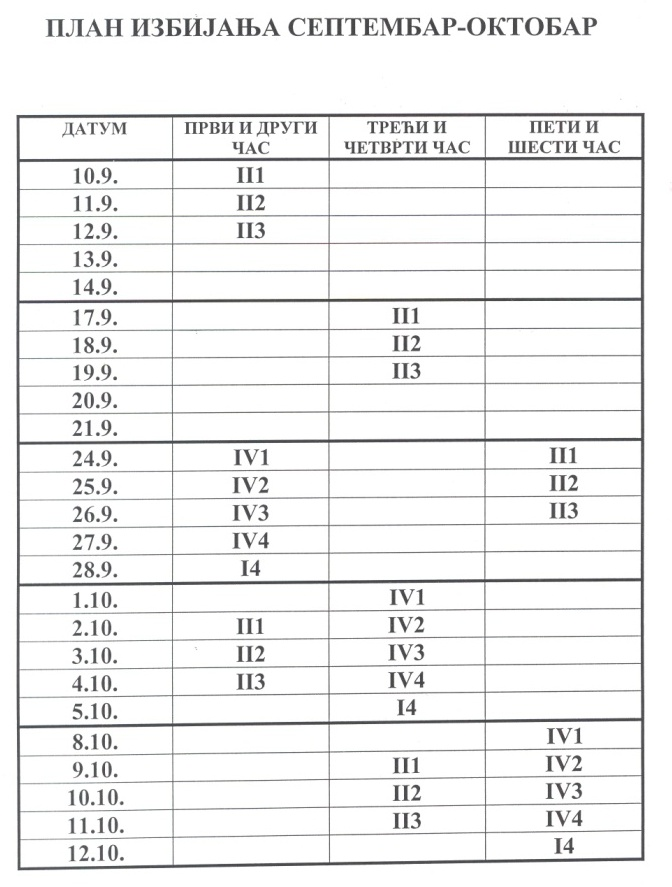 ПЛАН ИЗБИЈАЊА СЕПТЕМБАР-ОКТОБАР
ДАТУМ ПРВИ И ДРУГИ ЧАС ТРЕЋИ И ЧЕТВРТИ ЧАС ПЕТИ И ШЕСТИ ЧАС
10.9. II1
11.9. II2
12.9. II3
13.9.
14.9.
17.9. II1
18.9. II2
19.9. II3
20.9.
21.9.
24.9. IV1 II1
25.9. IV2 II2
26.9. IV3 II3
27.9. IV4
28.9. I4
1.10. IV1
2.10. II1 IV2
3.10. II2 IV3
4.10. II3 IV4
5.10. I4
8.10. IV1
9.10. II1 IV2
10.10. II2 IV3
11.10. II3 IV4
12.10. I4